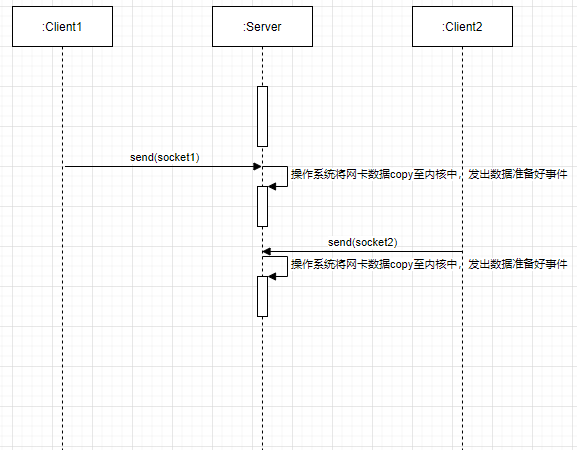 :Client1
:Server
:Client2
send(socket1)
操作系统将网卡数据copy至内核中，发出数据准备好事件
send(socket2)
操作系统将网卡数据copy至内核中，发出数据准备好事件